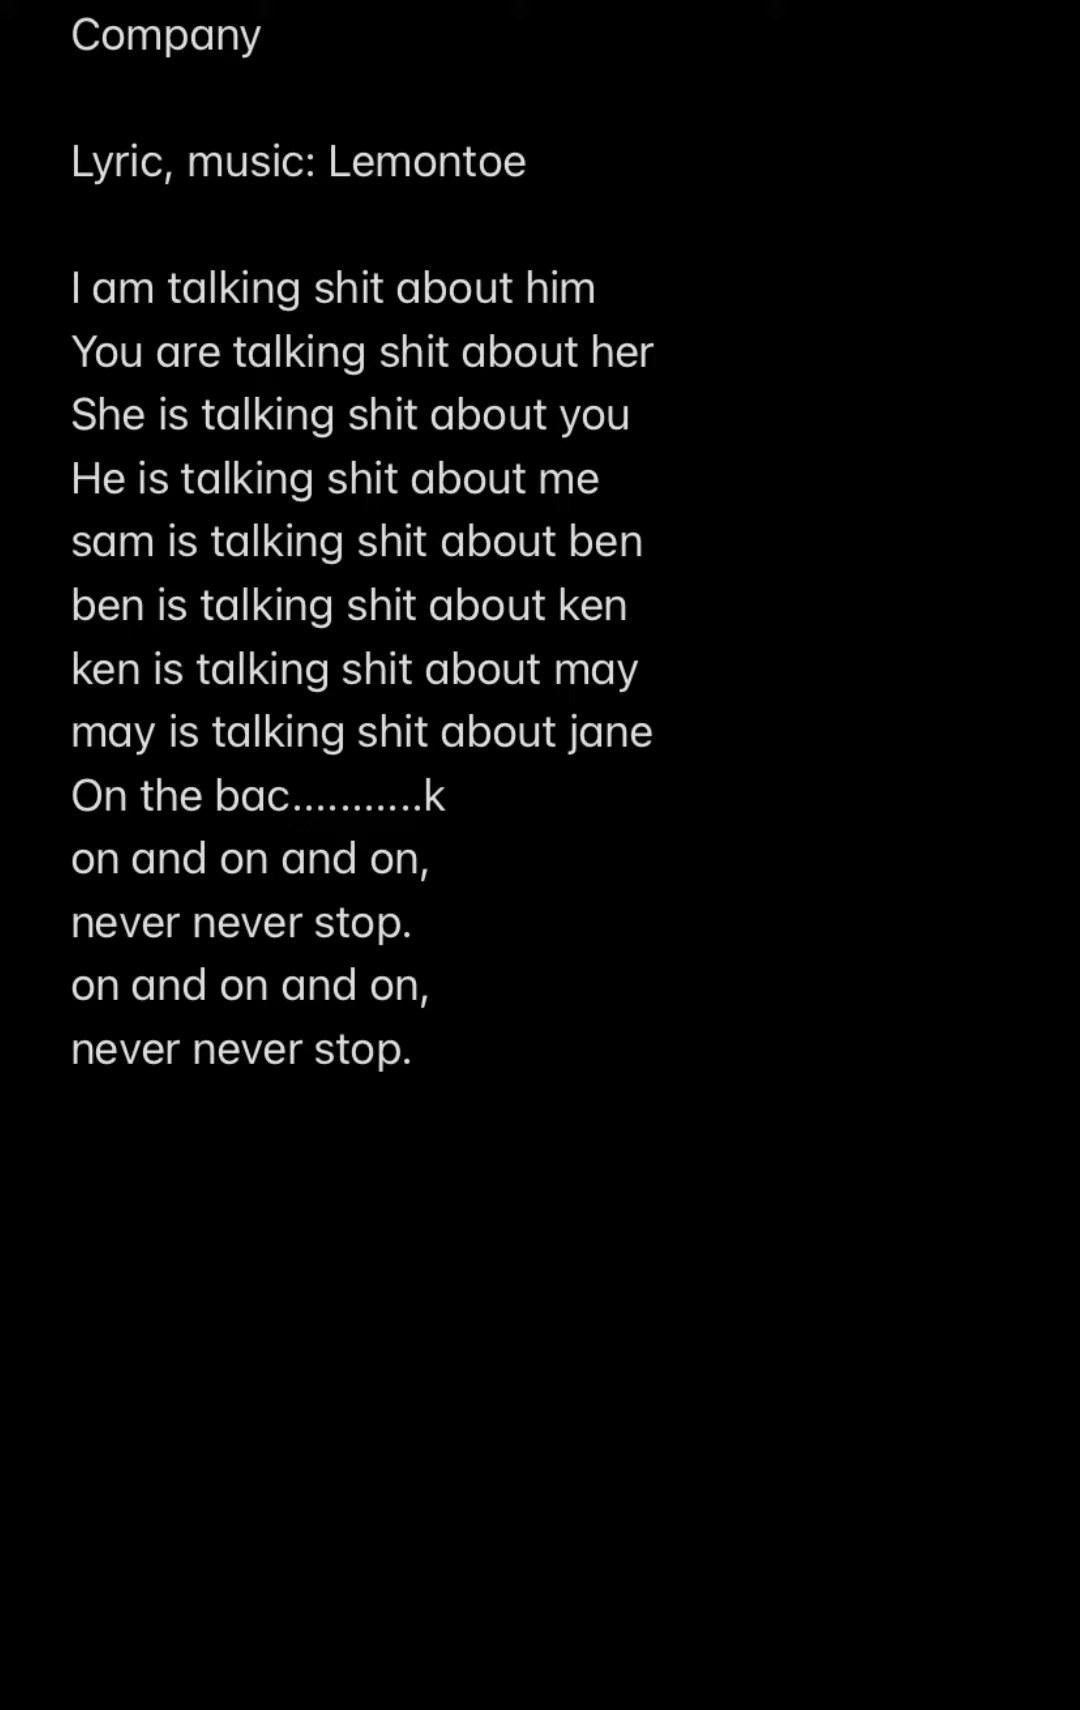 Company
Lyric, music: Lemontoe
I am talking shit about him
You are talking shit about her
She is talking shit about you
He is talking shit about me
sam is talking shit about ben
ben is talking shit about ken
ken is talking shit about may
may is talking shit about jane
On the bac...........k
on and on and on,
never never stop.
on and on and on,
never never stop.